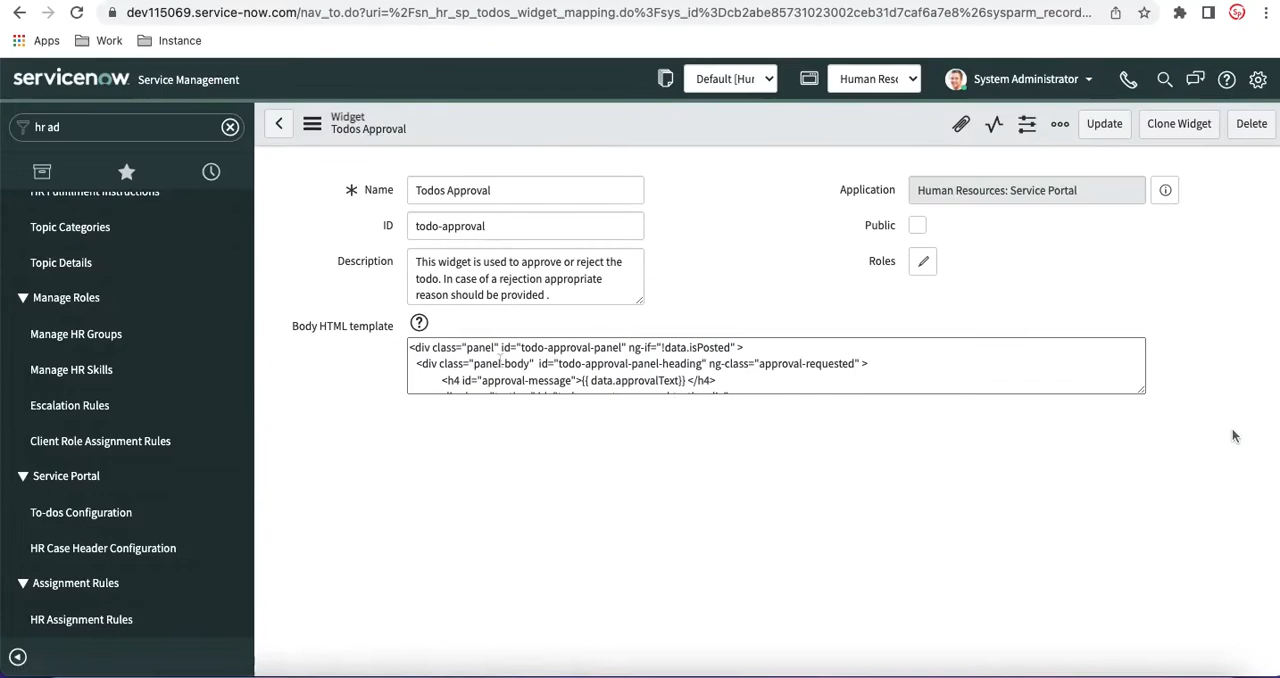 dev115069.service-now.com/nav_to.do?uri=%2Fsn_hr_sp_todos_widget_mapping.do%3Fsys_id%3Dcb2abe85731023002ceb31d7caf6a7e8%26sysparm_record...
Sp
Apps
Work
Instance
servicenow
Service Management
Default [Hur
Human Resc
System Administrator
hr ad
Widget
Todos Approval
Update
Clone Widget
Delete
HR Fulfillment Instructions
Topic Categories
Topic Details
Manage Roles
Manage HR Groups
Manage HR Skills
Escalation Rules
Client Role Assignment Rules
Service Portal
To-dos Configuration
HR Case Header Configuration
Assignment Rules
HR Assignment Rules
Name
Todos Approval
Application
Human Resources: Service Portal
ID
todo-approval
Public
Description
This widget is used to approve or reject the
todo. In case of a rejection appropriate
reason should be provided .
Roles
Body HTML template
<div class="panel" id="todo-approval-panel" ng-if="!data.isPosted" >
<div class="panel-body" id="todo-approval-panel-heading" ng-class="approval-requested" >
<h4 id="approval-message">{{ data.approvalText}} </h4>